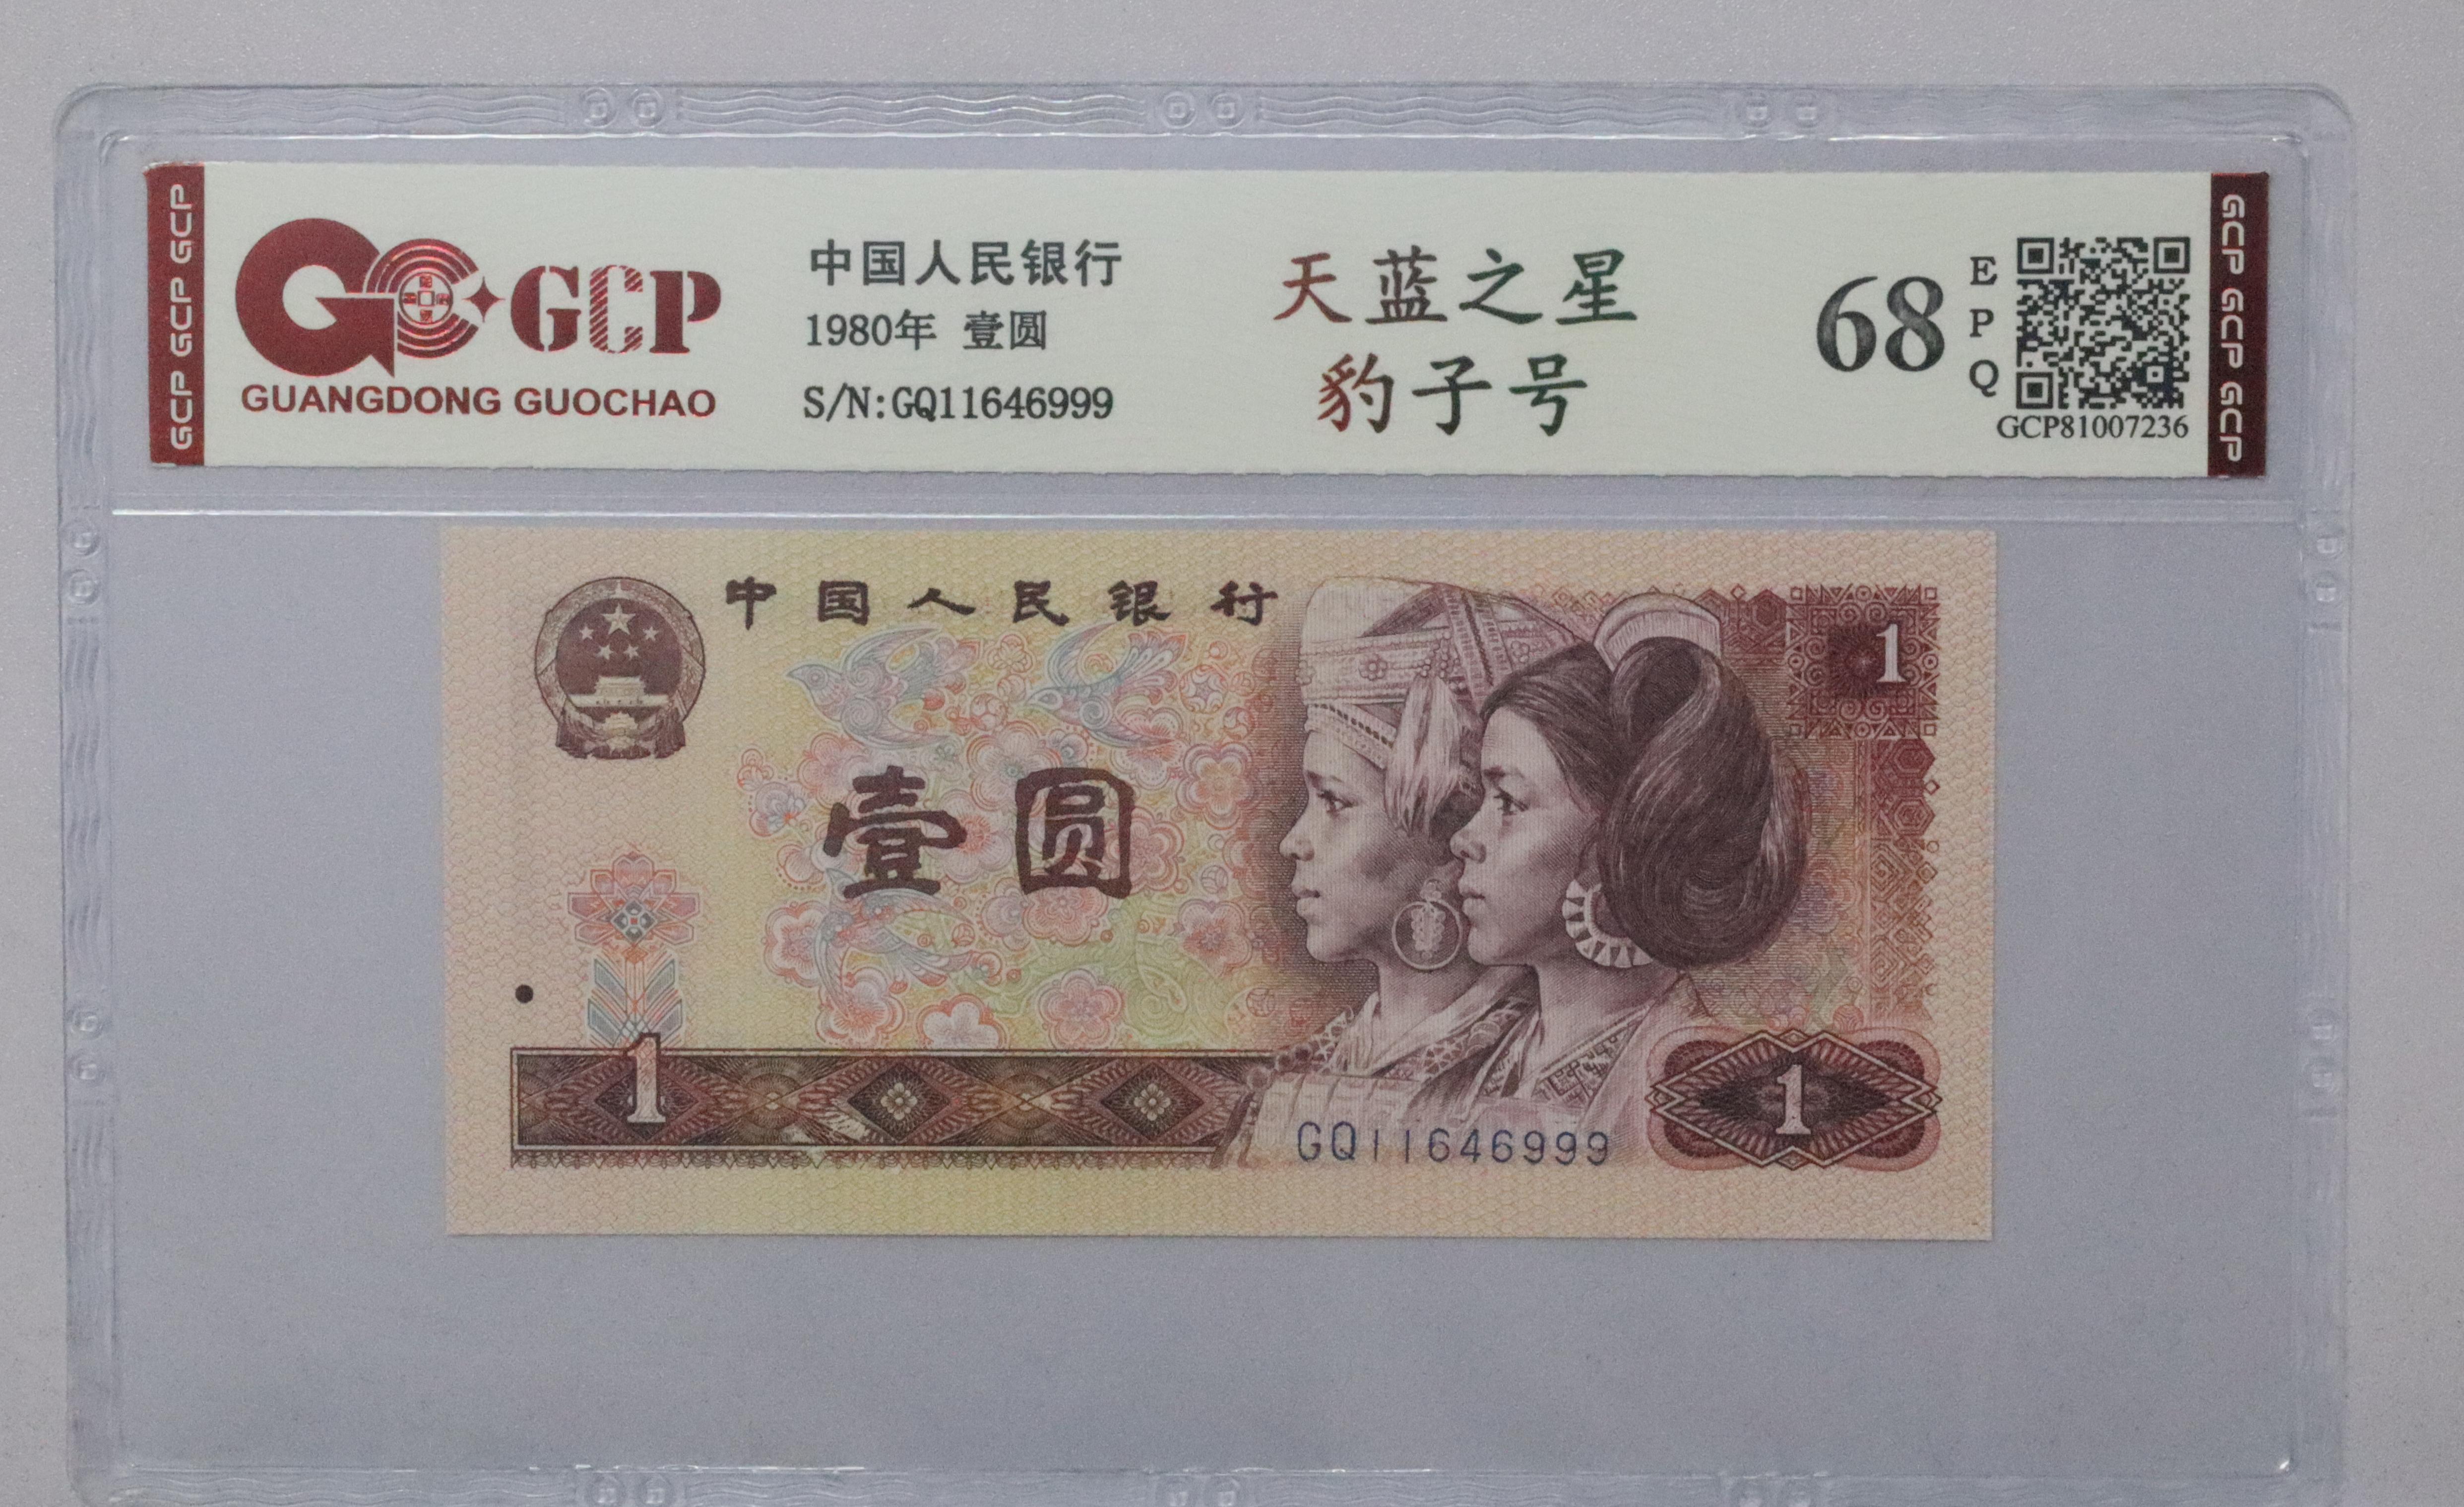 GCP GCP GCP
GCP
GUANGDONG GUOCHAO
中国人民银行
1980年 壹圆
S/N:GQ11646999
天蓝之星
豹子号
68
E
P
Q
GCP81007236
GCP GCP GCP
中国人民银行
1
壹圆
1
1
GQ11646999